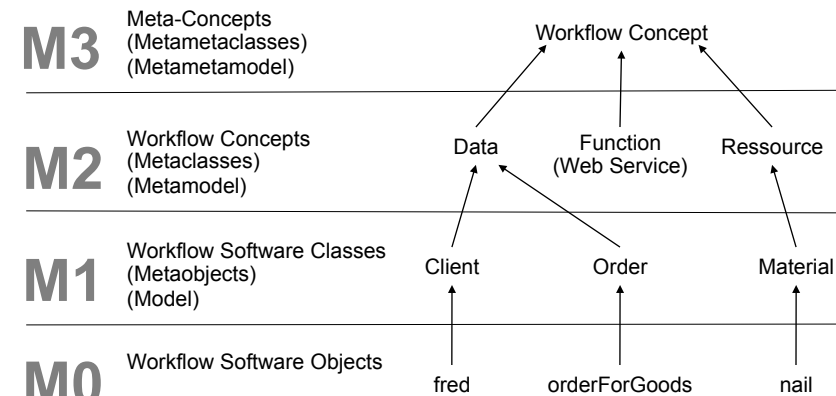 M3
Meta-Concepts
(Metametaclasses)
(Metametamodel)
Workflow Concept
M2
Workflow Concepts
(Metaclasses)
(Metamodel)
Data
Function
(Web Service)
Ressource
M1
Workflow Software Classes
(Metaobjects)
(Model)
Client
Order
Material
M0
Workflow Software Objects
fred
orderForGoods
nail